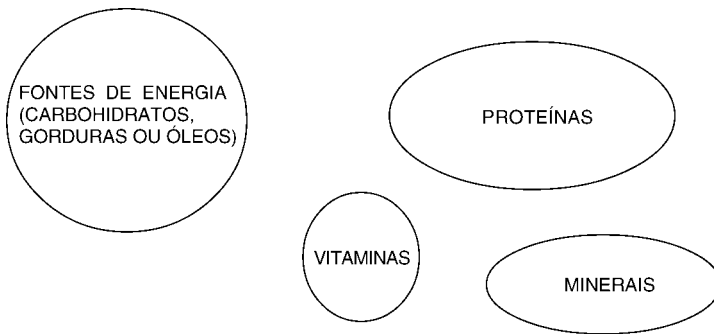 FONTES DE ENERGIA
(CARBOHIDRATOS,
GORDURAS OU ÓLEOS)
PROTEÍNAS
VITAMINAS
MINERAIS